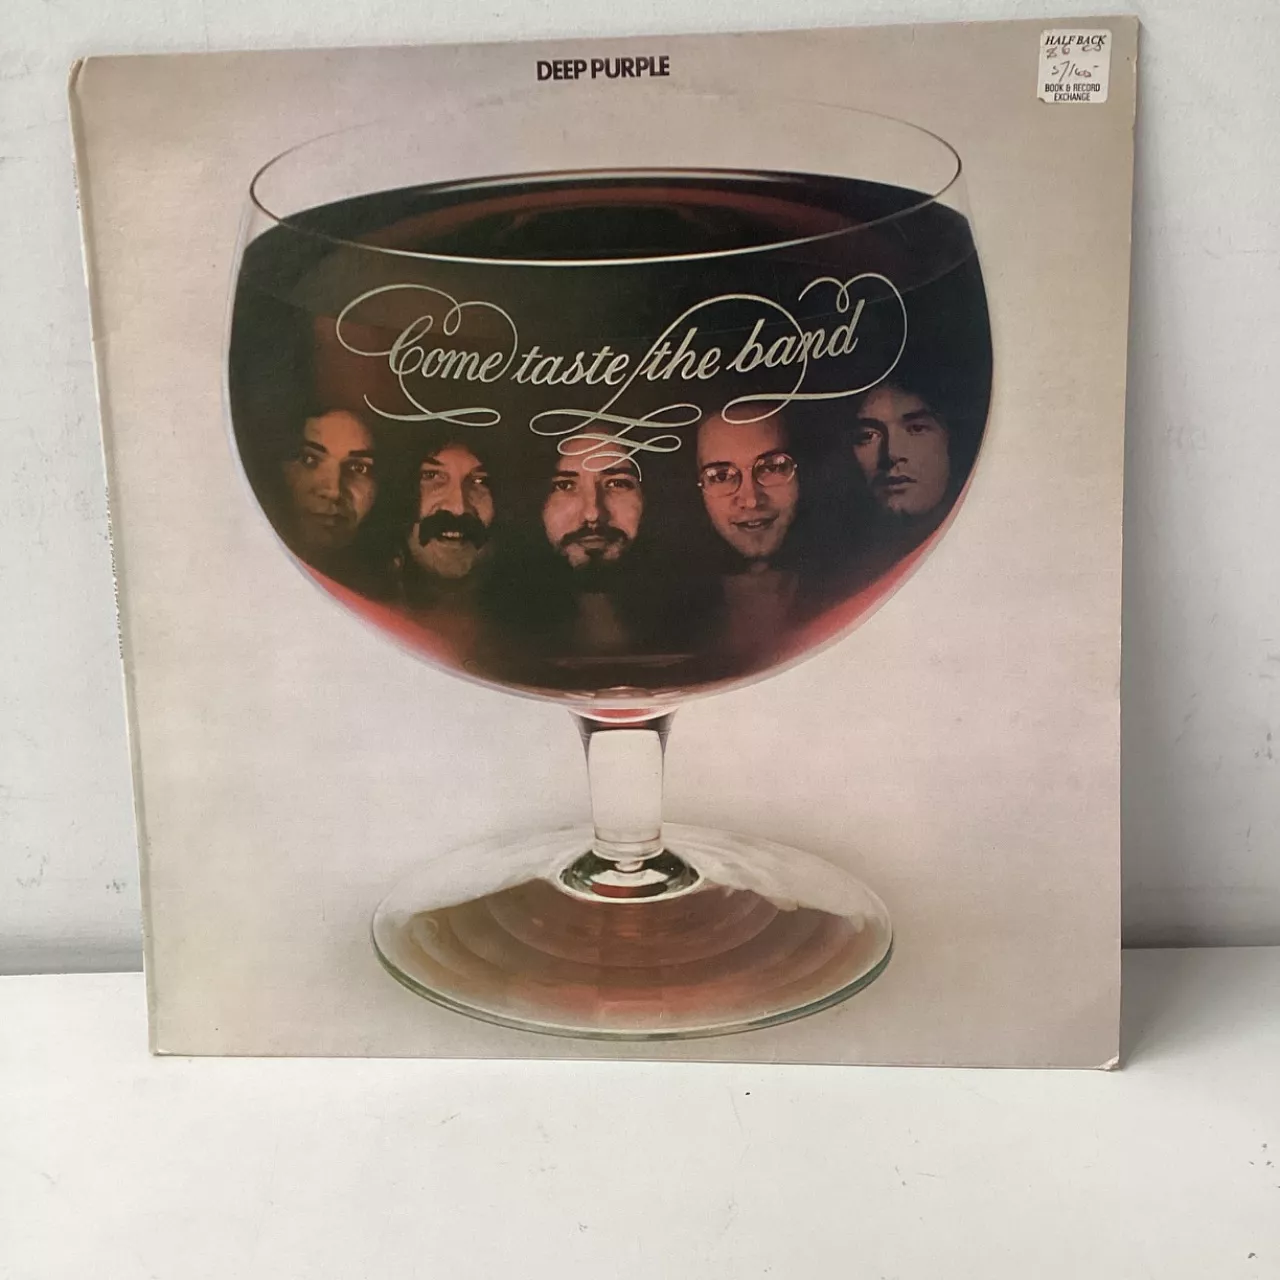 DEEP PURPLE
HALF BACK
BOOK & RECORD
EXCHANGE
Come taste the band